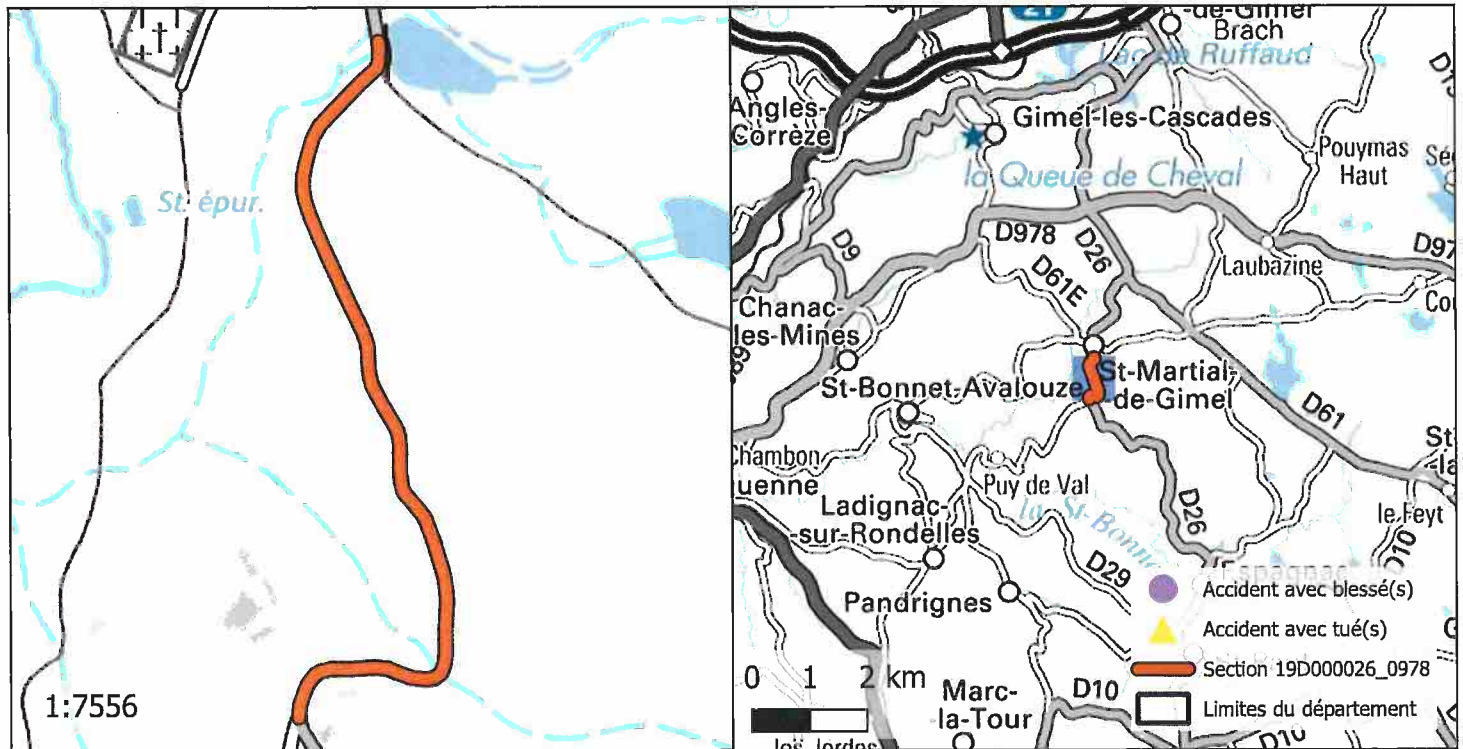 St. épur.
1:7556
21
-de-Gimel
Brach
Lac de Ruffaud
Angles-
Corrèze
Gimel-les-Cascades
la Queue de Cheval
Pouymas
Haut
D978
D26
D9
D61E
Laubazine
Chanac-
les-Mines
St-Bonnet-Avalouze
St-Martial-
-de-Gimel
D61
Chambon
Puy de Val
Ladignac-
-sur-Rondelles
D26
le Feyt
D10
D29
Espagnac
Pandrignes
Accident avec blessé(s)
Accident avec tué(s)
Section 19D000026_0978
Limites du département
0 1 2 km
Marc-
la-Tour
D10
D10